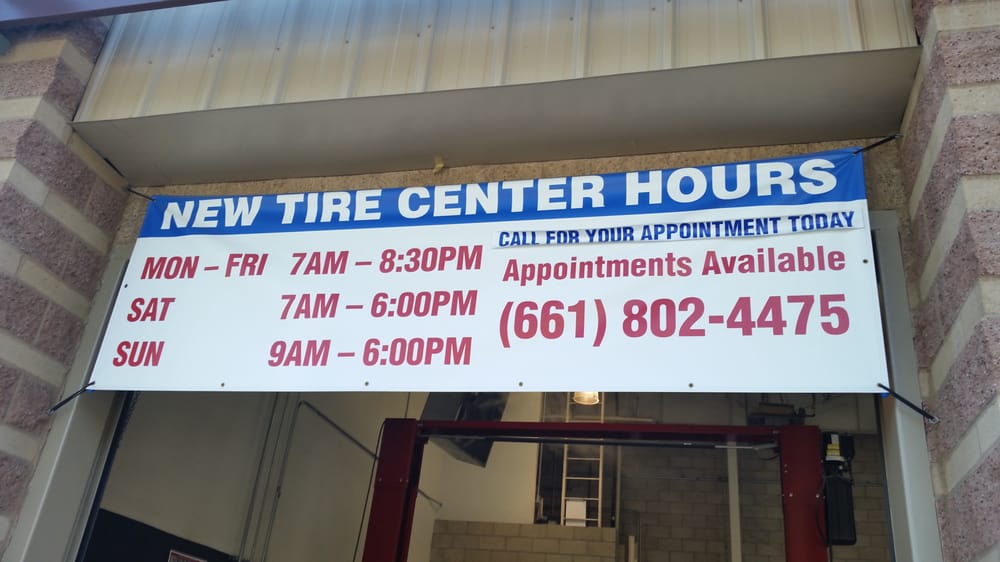 NEW TIRE CENTER HOURS
CALL FOR YOUR APPOINTMENT TODAY
MON – FRI 7AM – 8:30PM
Appointments Available
SAT 7AM – 6:00PM
(661) 802-4475
SUN 9AM – 6:00PM